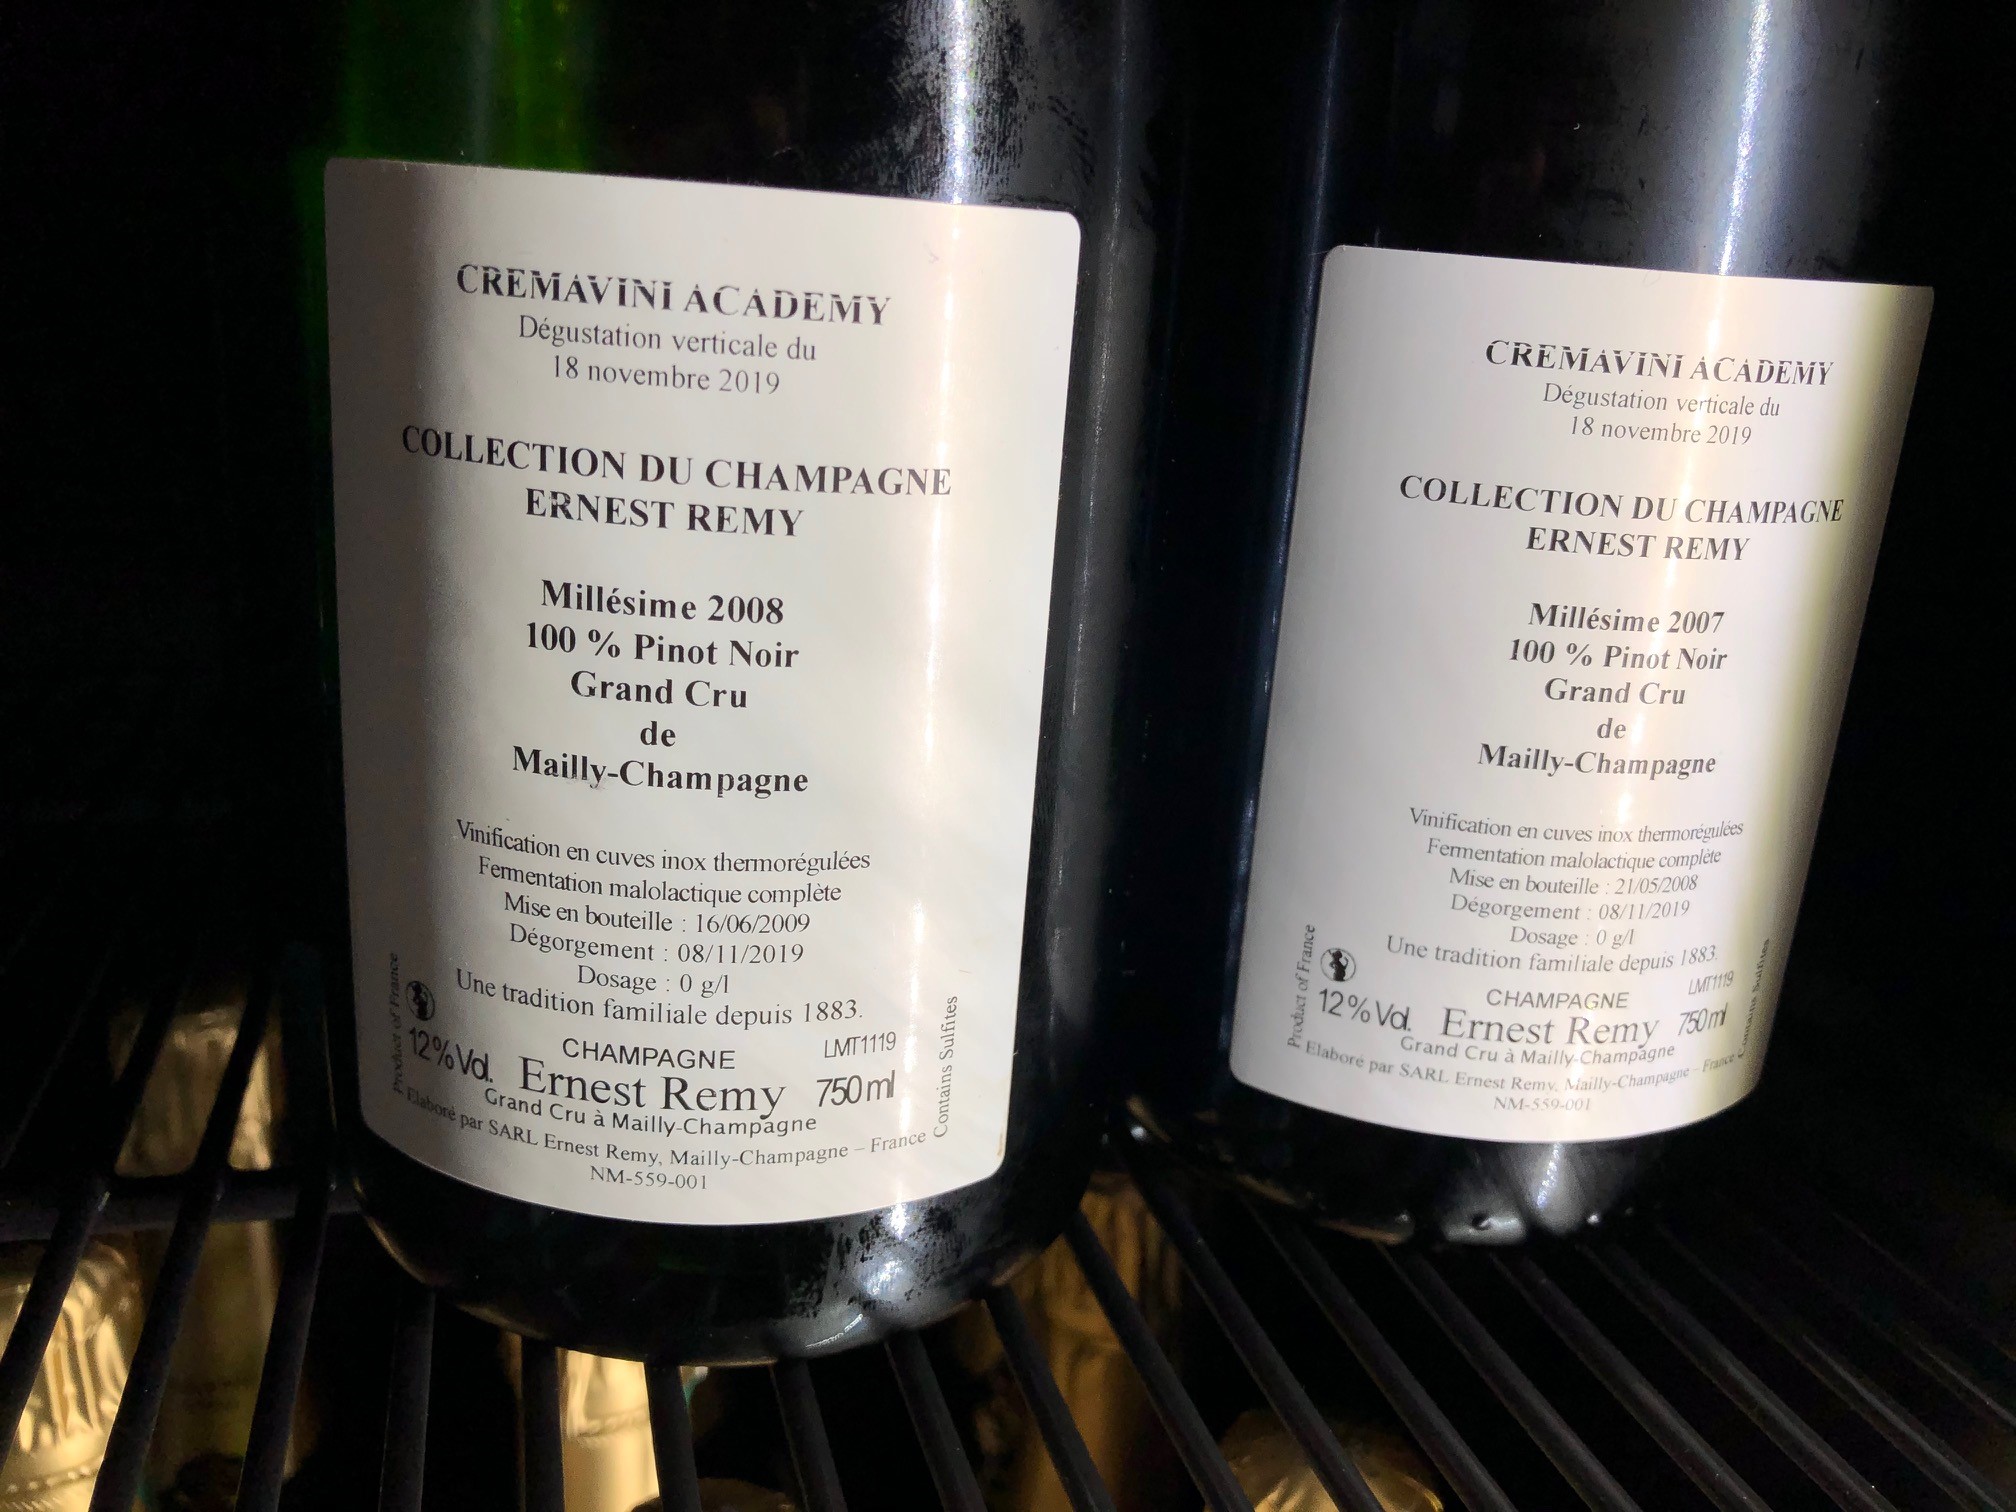 CREMAVINI ACADEMY
Dégustation verticale du
18 novembre 2019
COLLECTION DU CHAMPAGNE
ERNEST REMY
Millésime 2008
100 % Pinot Noir
Grand Cru
de
Mailly-Champagne
Vinification en cuves inox thermorégulées
Fermentation malolactique complète
Mise en bouteille : 16/06/2009
Dégorgement : 08/11/2019
Dosage : 0 g/l
Une tradition familiale depuis 1883.
Product of France
CHAMPAGNE
LMT1119
12%Vol.
Ernest Remy
750ml
Grand Cru à Mailly-Champagne
Elaboré par SARL Ernest Remy, Mailly-Champagne – France
NM-559-001
Contains Sulfites
CREMAVINI ACADEMY
Dégustation verticale du
18 novembre 2019
COLLECTION DU CHAMPAGNE
ERNEST REMY
Millésime 2007
100 % Pinot Noir
Grand Cru
de
Mailly-Champagne
Vinification en cuves inox thermorégulées
Fermentation malolactique complète
Mise en bouteille : 21/05/2008
Dégorgement : 08/11/2019
Dosage : 0 g/l
Une tradition familiale depuis 1883.
Product of France
CHAMPAGNE
LMT1119
12%Vol.
Ernest Remy
750ml
Grand Cru à Mailly-Champagne
Elaboré par SARL Ernest Remy, Mailly-Champagne – France
NM-559-001
Contains Sulfites